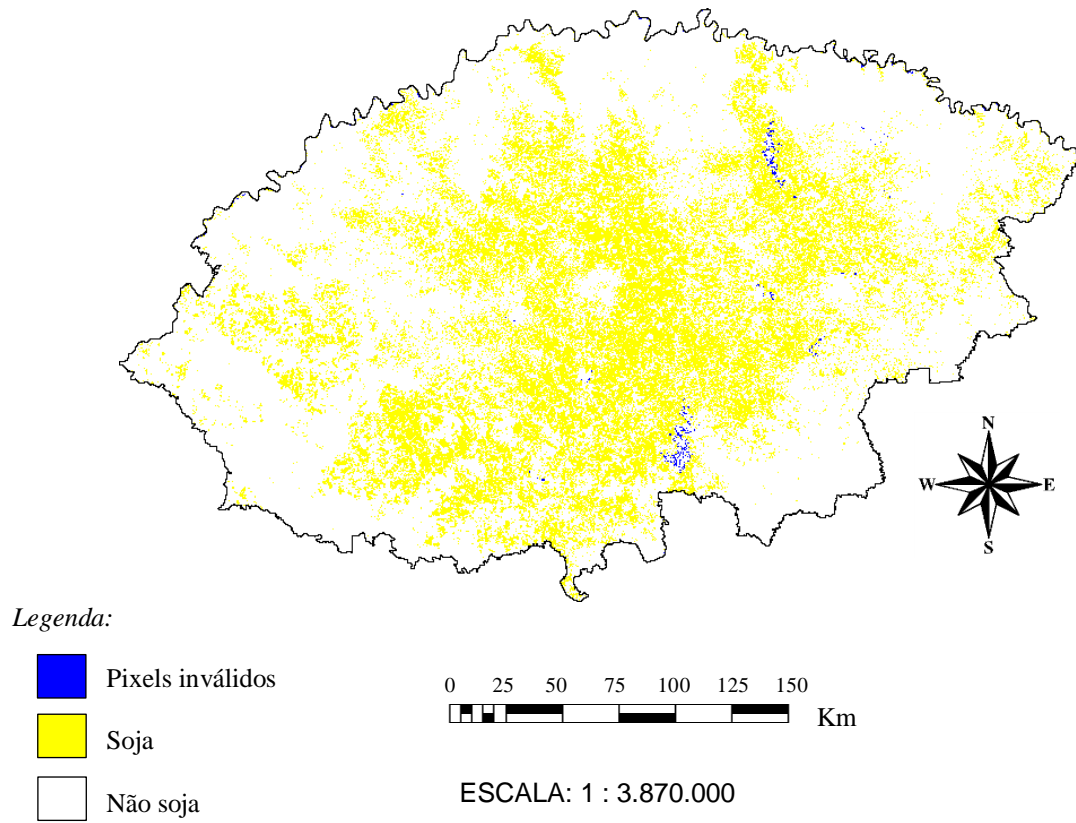 N
W E
S
Legenda:
Pixels inválidos
Soja
Não soja
0 25 50 75 100 125 150
Km
ESCALA: 1 : 3.870.000